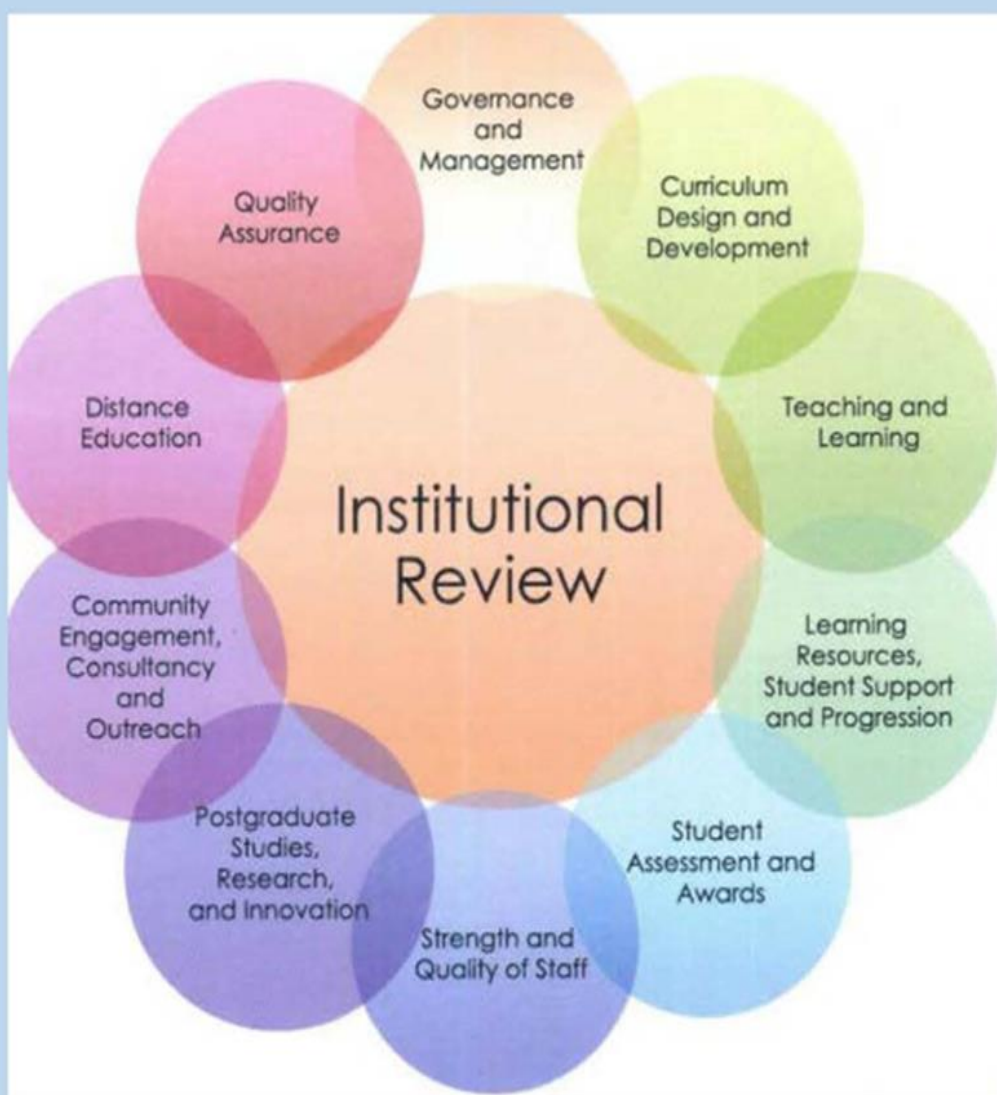 Governance
and
Management
Curriculum
Design and
Development
Teaching and
Learning
Learning
Resources,
Student Support
and Progression
Student
Assessment and
Awards
Strength and
Quality of Staff
Postgraduate
Studies,
Research,
and Innovation
Community
Engagement,
Consultancy
and
Outreach
Distance
Education
Quality
Assurance
Institutional
Review